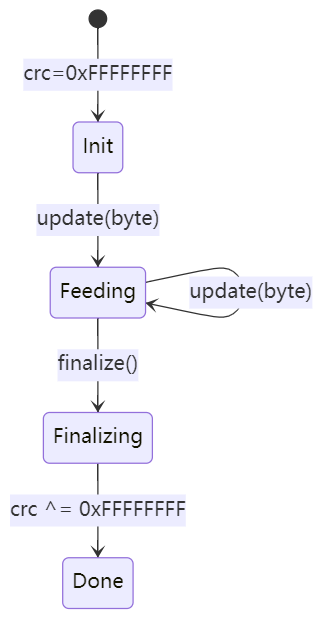 crc=0xFFFFFFFF
Init
update(byte)
Feeding
update(byte)
finalize()
Finalizing
crc ^= 0xFFFFFFFF
Done